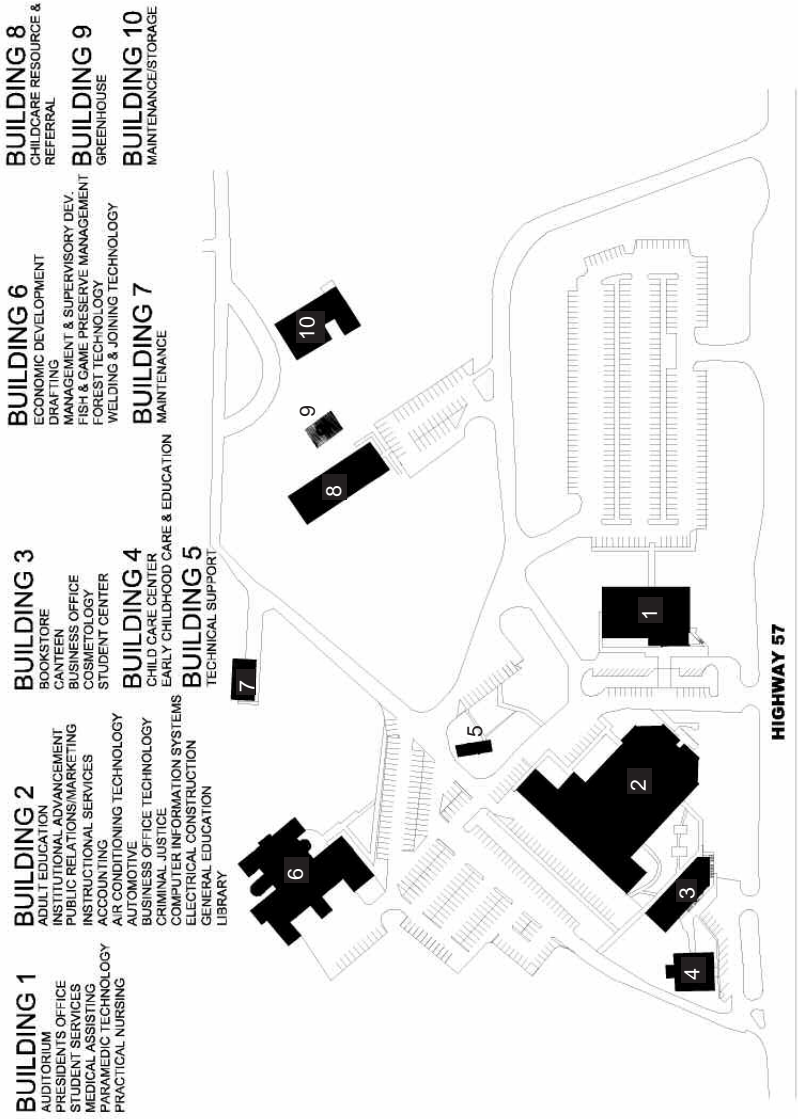 BUILDING 1
AUDITORIUM
PRESIDENTS OFFICE
STUDENT SERVICES
MEDICAL ASSISTING
PARAMEDIC TECHNOLOGY
PRACTICAL NURSING
BUILDING 2
ADULT EDUCATION
INSTITUTIONAL ADVANCEMENT
PUBLIC RELATIONS/MARKETING
INSTRUCTIONAL SERVICES
ACCOUNTING
AIR CONDITIONING TECHNOLOGY
AUTOMOTIVE
BUSINESS OFFICE TECHNOLOGY
CRIMINAL JUSTICE
COMPUTER INFORMATION SYSTEMS
ELECTRICAL CONSTRUCTION
GENERAL EDUCATION
LIBRARY
BUILDING 3
BOOKSTORE
CANTEEN
BUSINESS OFFICE
COSMETOLOGY
STUDENT CENTER
BUILDING 4
CHILD CARE CENTER
EARLY CHILDHOOD CARE & EDUCATION
BUILDING 5
TECHNICAL SUPPORT
BUILDING 6
ECONOMIC DEVELOPMENT
DRAFTING
MANAGEMENT & SUPERVISORY DEV.
FISH & GAME PRESERVE MANAGEMENT
FOREST TECHNOLOGY
WELDING & JOINING TECHNOLOGY
BUILDING 7
MAINTENANCE
BUILDING 8
CHILDCARE RESOURCE &
REFERRAL
BUILDING 9
GREENHOUSE
BUILDING 10
MAINTENANCE/STORAGE
7
10
9
8
6
5
1
2
3
4
HIGHWAY 57